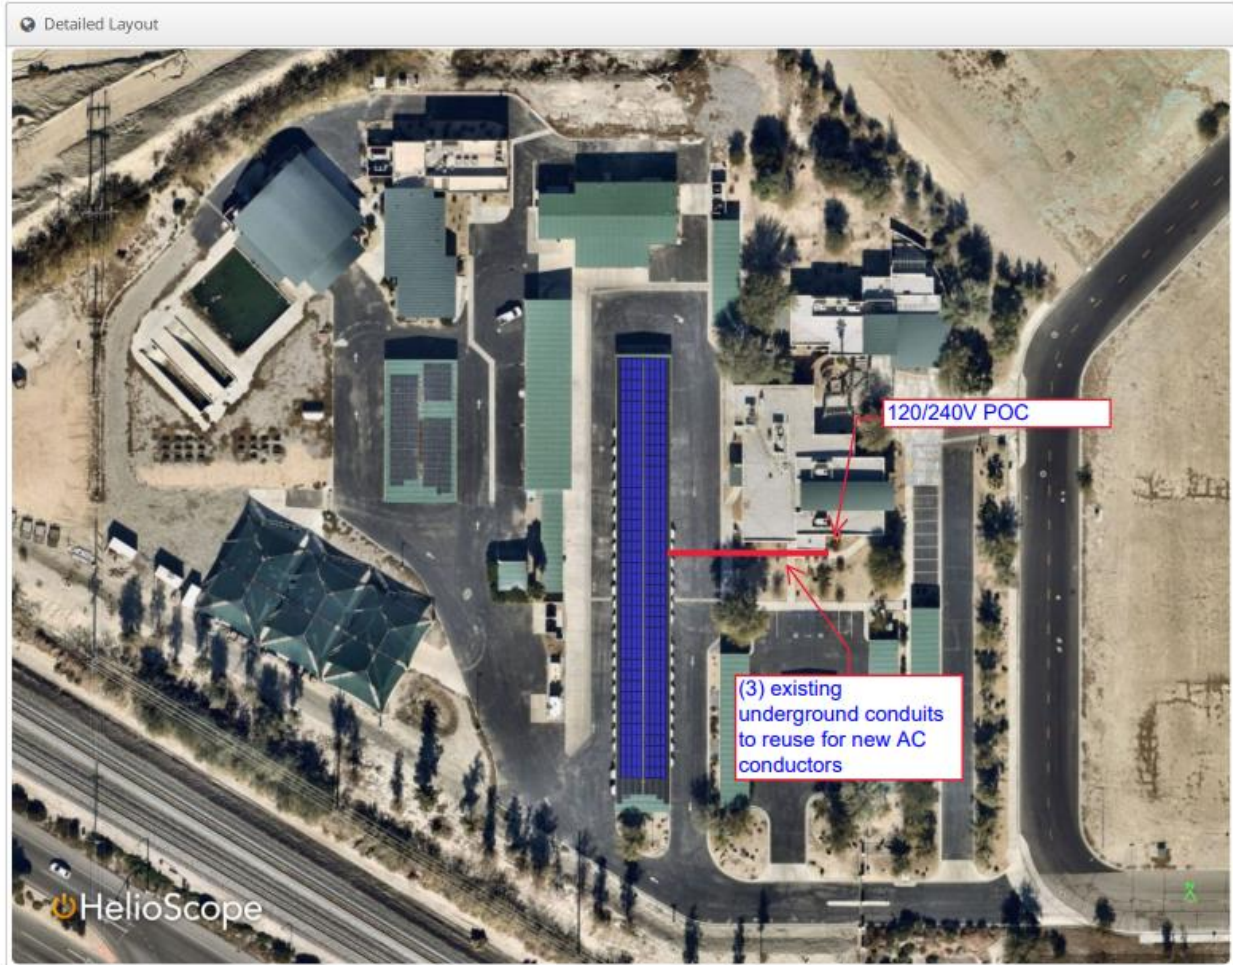 Detailed Layout
120/240V POC
(3) existing
underground conduits
to reuse for new AC
conductors
HelioScope